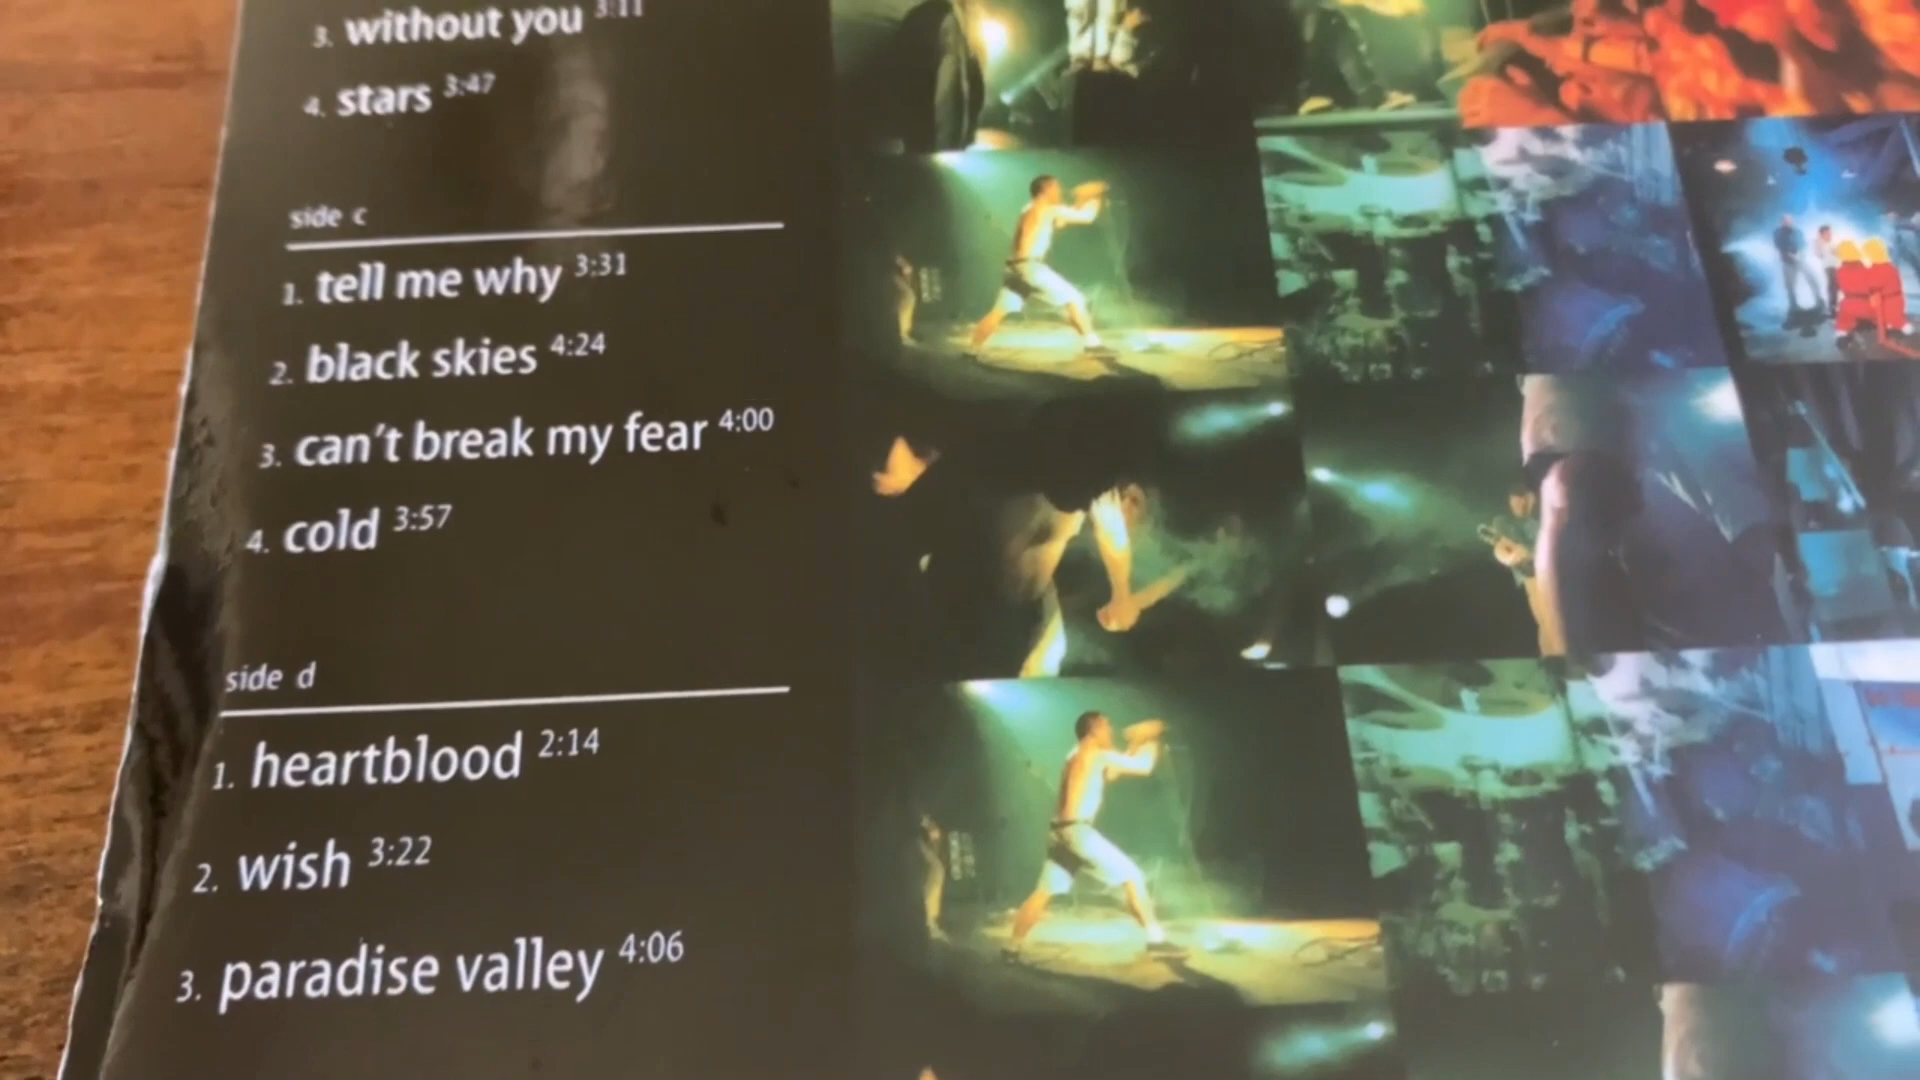 3. without you 3:11
4. stars 3:47
side c
1. tell me why 3:31
2. black skies 4:24
3. can't break my fear 4:00
4. cold 3:57
side d
1. heartblood 2:14
2. wish 3:22
3. paradise valley 4:06